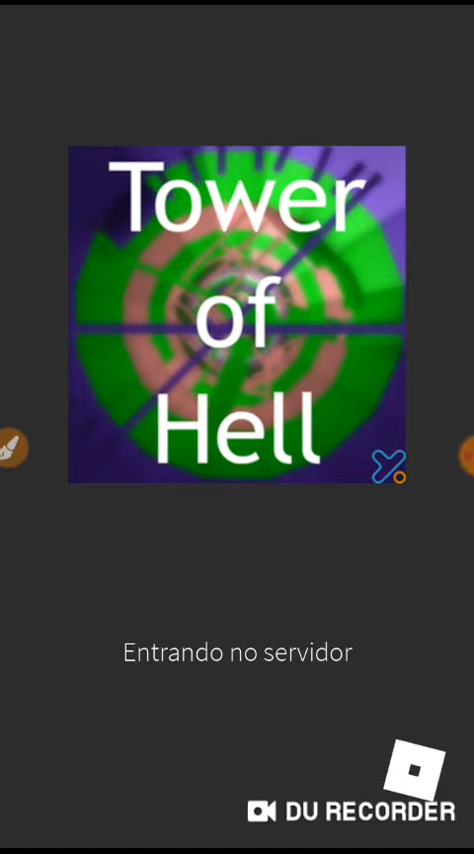 Tower
of
Hell
Entrando no servidor
DU RECORDER